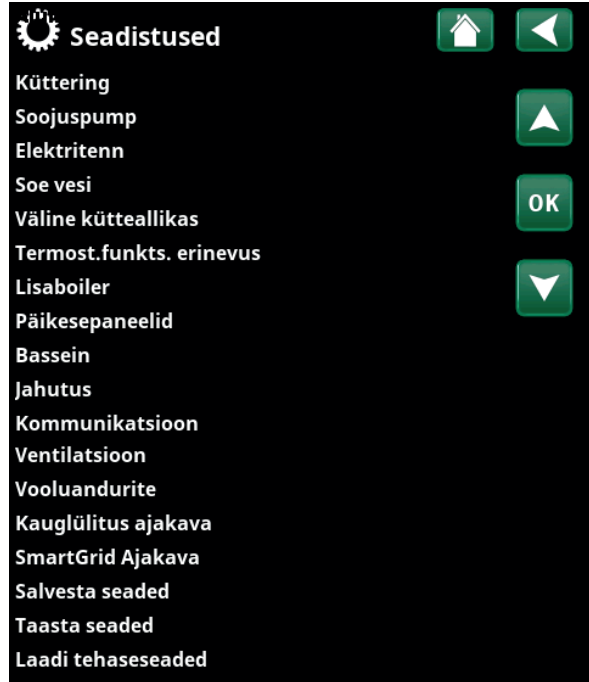 Seadistused
Küttering
Soojuspump
Elektritenn
Soe vesi
Väline kütteallikas
Termost.funkts. erinevus
Lisaboiler
Päikesepaneelid
Bassein
Jahutus
Kommunikatsioon
Ventilatsioon
Vooluandurite
Kauglülitus ajakava
SmartGrid Ajakava
Salvesta seaded
Taasta seaded
Laadi tehaseseaded
OK